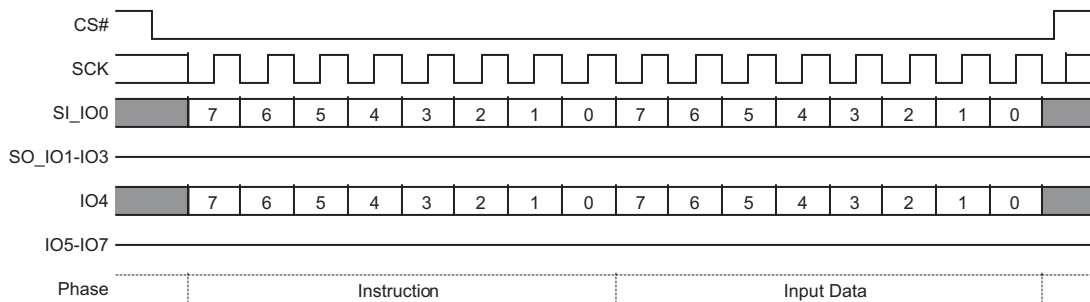 CS#
SCK
SI_IO0 7 6 5 4 3 2 1 0 7 6 5 4 3 2 1 0
SO_IO1-IO3
IO4 7 6 5 4 3 2 1 0 7 6 5 4 3 2 1 0
IO5-IO7
Phase Instruction Input Data